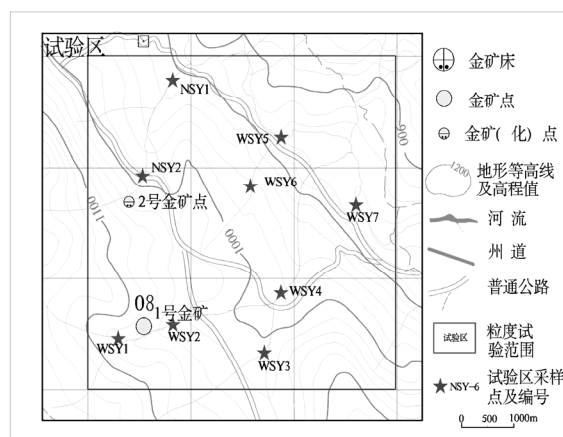 试验区
NSY1
WSY5
NSY2
WSY6
2号金矿点
WSY7
900
1100
1000
08
1号金矿
WSY4
WSY1
WSY2
WSY3
金矿床
金矿点
金矿(化)点
1200
地形等高线
及高程值
河流
州道
普通公路
试验区
粒度试
验范围
NSY-6
试验区采样
点及编号
0 500 1000m